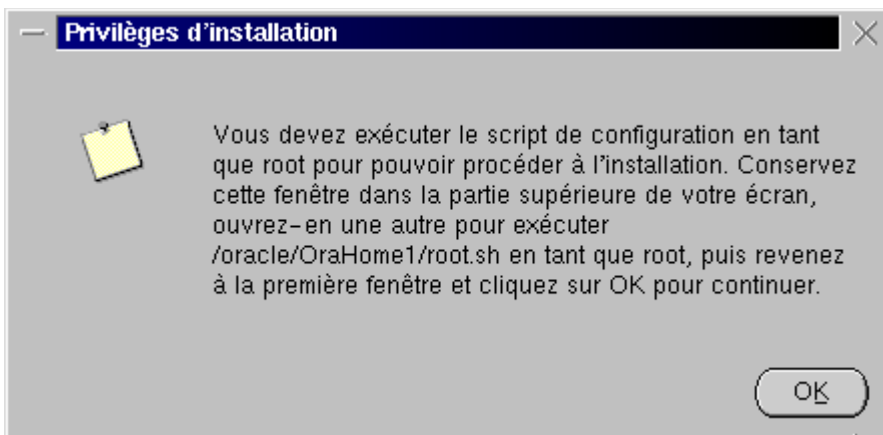 Privilèges d'installation
Vous devez exécuter le script de configuration en tant
que root pour pouvoir procéder à l'installation. Conservez
cette fenêtre dans la partie supérieure de votre écran,
ouvrez-en une autre pour exécuter
/oracle/OraHome1/root.sh en tant que root, puis revenez
à la première fenêtre et cliquez sur OK pour continuer.
OK